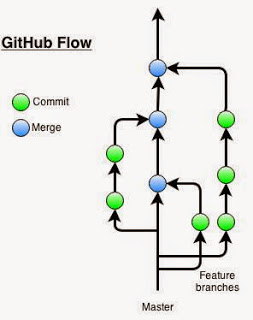 GitHub Flow
Commit
Merge
Feature
branches
Master